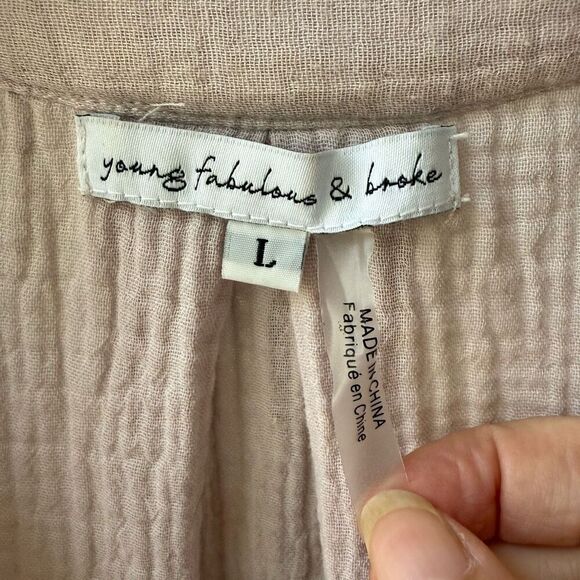 young fabulous & broke
L
MADE IN CHINA
Fabriqué en Chine